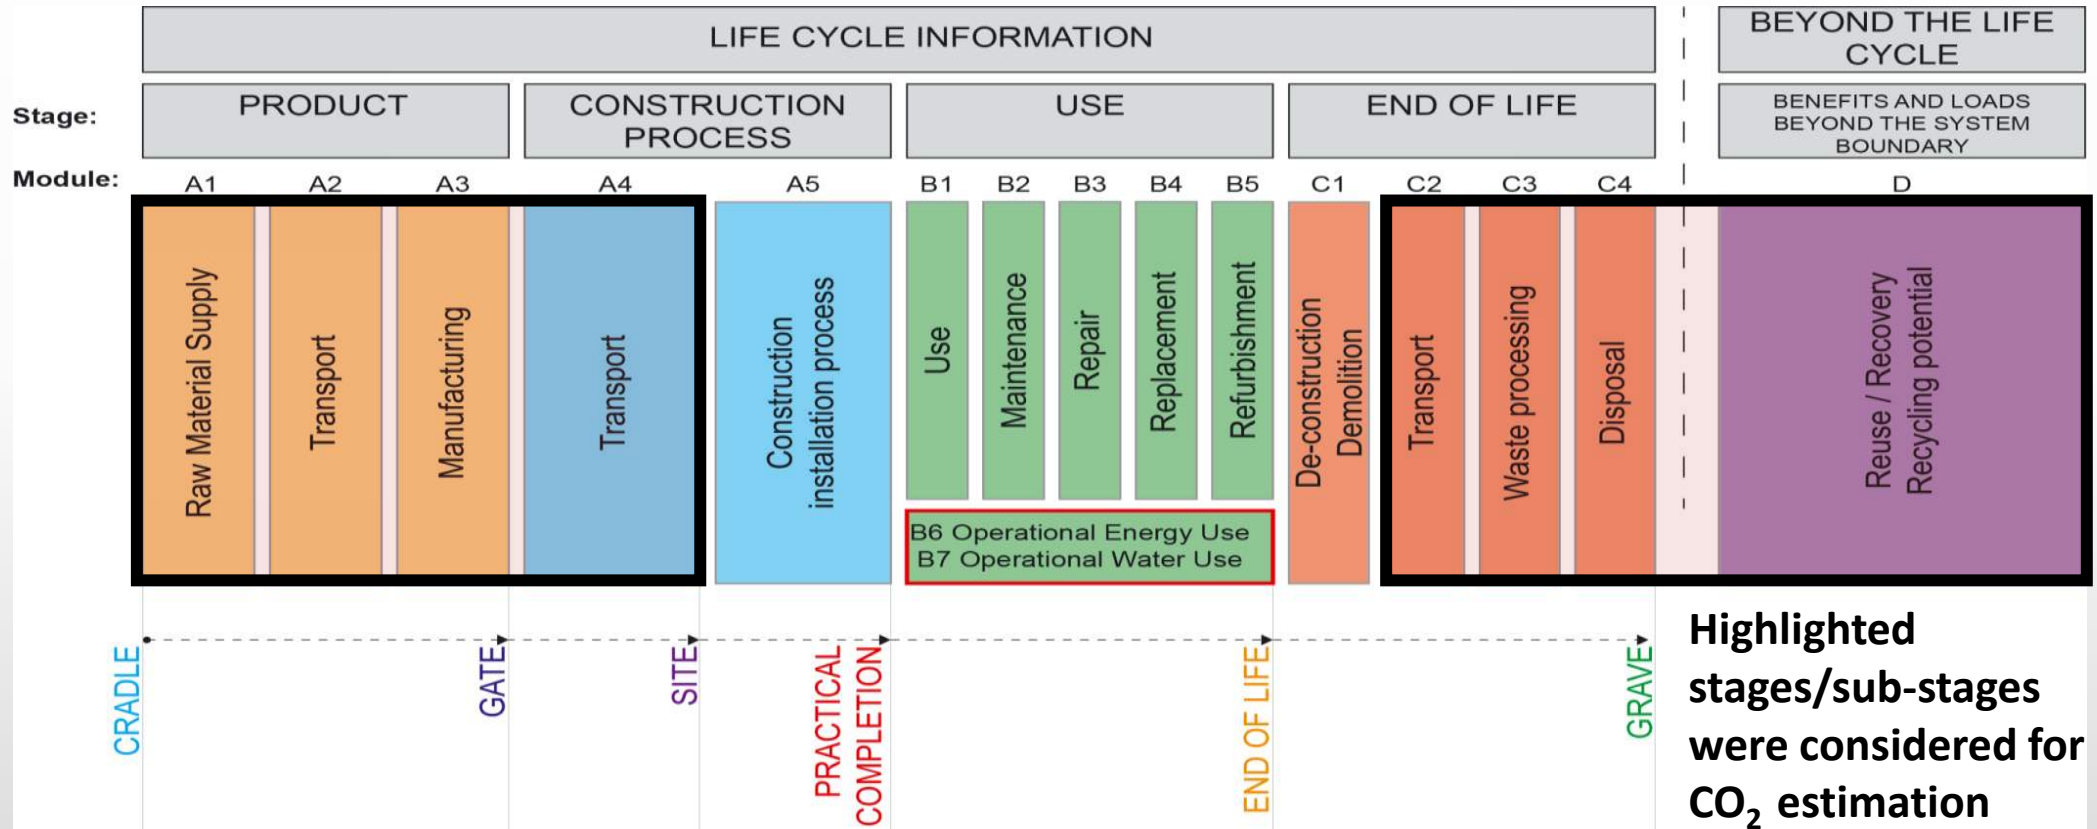 LIFE CYCLE INFORMATION
BEYOND THE LIFE
CYCLE
Stage:
PRODUCT
CONSTRUCTION
PROCESS
USE
END OF LIFE
BENEFITS AND LOADS
BEYOND THE SYSTEM
BOUNDARY
Module:
A1
A2
A3
A4
A5
B1
B2
B3
B4
B5
C1
C2
C3
C4
D
Raw Material Supply
Transport
Manufacturing
Transport
Construction
installation process
Use
Maintenance
Repair
Replacement
Refurbishment
B6 Operational Energy Use
B7 Operational Water Use
De-construction
Demolition
Transport
Waste processing
Disposal
Reuse / Recovery
Recycling potential
CRADLE
GATE
SITE
PRACTICAL
COMPLETION
END OF LIFE
GRAVE
Highlighted
stages/sub-stages
were considered for
CO₂ estimation